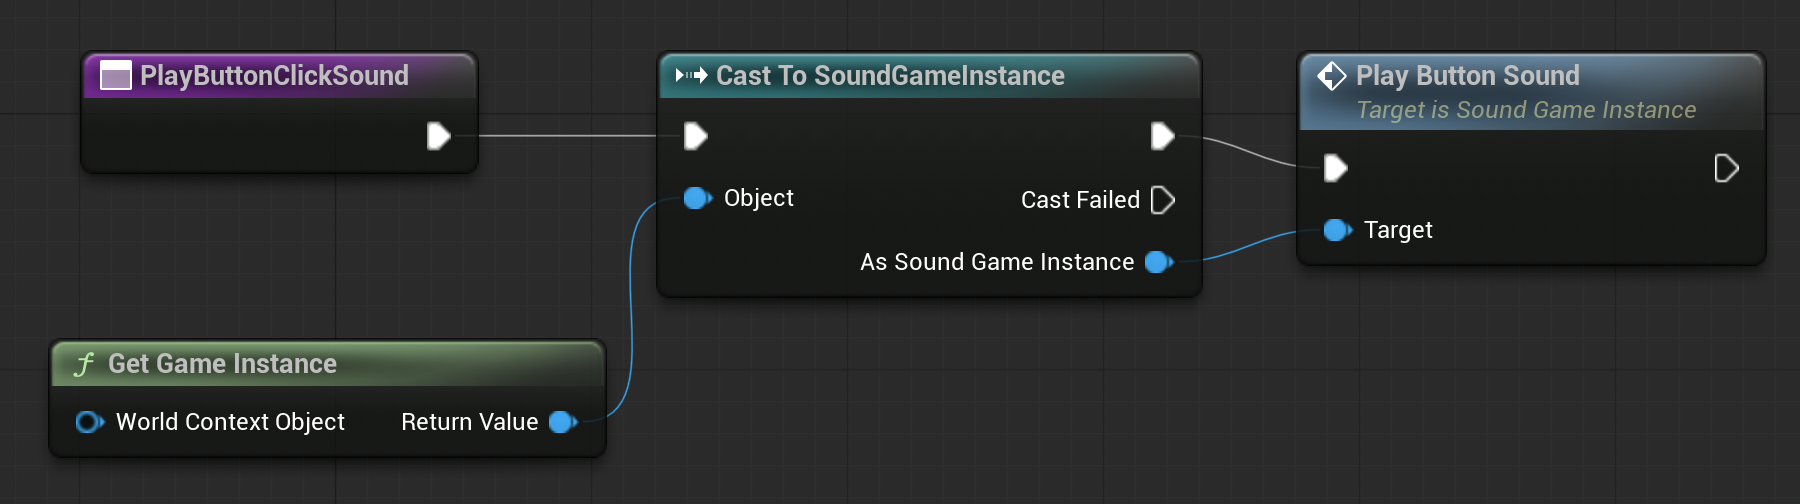 PlayButtonClickSound
Cast To SoundGameInstance
Object
Cast Failed
As Sound Game Instance
Play Button Sound
Target is Sound Game Instance
Target
Get Game Instance
World Context Object
Return Value